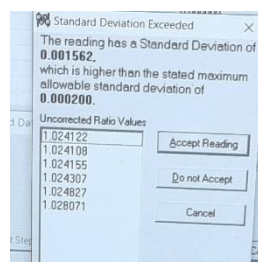 Standard Deviation Exceeded
The reading has a Standard Deviation of
0.001562,
which is higher than the stated maximum
allowable standard deviation of
0.000200.
Uncorrected Ratio Values
1.024122
1.024108
1.024155
1.024307
1.024827
1.028071
Accept Reading
Do not Accept
Cancel
d Da
t Step